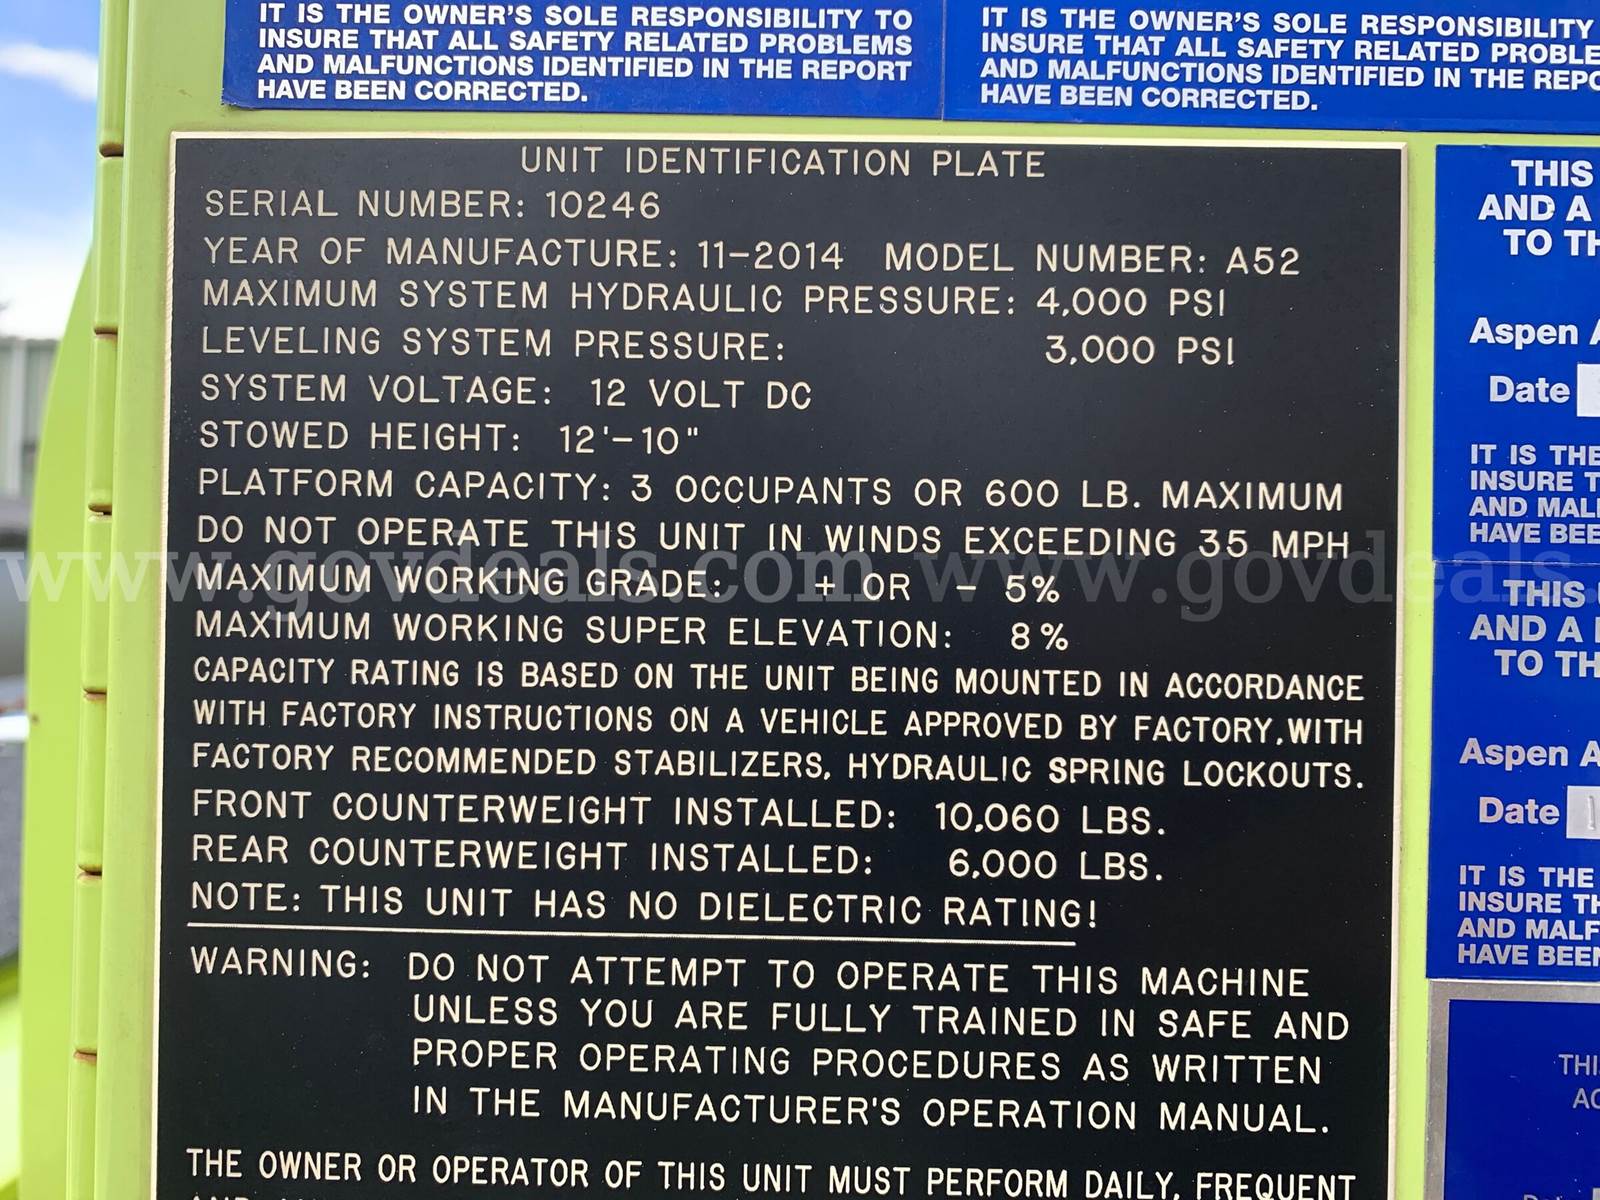 IT IS THE OWNER'S SOLE RESPONSIBILITY TO
INSURE THAT ALL SAFETY RELATED PROBLEMS
AND MALFUNCTIONS IDENTIFIED IN THE REPORT
HAVE BEEN CORRECTED.
IT IS THE OWNER'S SOLE RESPONSIBILITY
INSURE THAT ALL SAFETY RELATED PROBLE
AND MALFUNCTIONS IDENTIFIED IN THE REPO
HAVE BEEN CORRECTED.
UNIT IDENTIFICATION PLATE
SERIAL NUMBER: 10246
YEAR OF MANUFACTURE: 11-2014 MODEL NUMBER: A52
MAXIMUM SYSTEM HYDRAULIC PRESSURE: 4,000 PSI
LEVELING SYSTEM PRESSURE: 3,000 PSI
SYSTEM VOLTAGE: 12 VOLT DC
STOWED HEIGHT: 12'-10"
PLATFORM CAPACITY: 3 OCCUPANTS OR 600 LB. MAXIMUM
DO NOT OPERATE THIS UNIT IN WINDS EXCEEDING 35 MPH
MAXIMUM WORKING GRADE: + OR - 5%
MAXIMUM WORKING SUPER ELEVATION: 8%
CAPACITY RATING IS BASED ON THE UNIT BEING MOUNTED IN ACCORDANCE
WITH FACTORY INSTRUCTIONS ON A VEHICLE APPROVED BY FACTORY, WITH
FACTORY RECOMMENDED STABILIZERS, HYDRAULIC SPRING LOCKOUTS.
FRONT COUNTERWEIGHT INSTALLED: 10,060 LBS.
REAR COUNTERWEIGHT INSTALLED: 6,000 LBS.
NOTE: THIS UNIT HAS NO DIELECTRIC RATING!
WARNING: DO NOT ATTEMPT TO OPERATE THIS MACHINE
UNLESS YOU ARE FULLY TRAINED IN SAFE AND
PROPER OPERATING PROCEDURES AS WRITTEN
IN THE MANUFACTURER'S OPERATION MANUAL.
THE OWNER OR OPERATOR OF THIS UNIT MUST PERFORM DAILY, FREQUENT
THIS
AND A
TO TH
Aspen A
Date
IT IS THE
INSURE T
AND MAL
HAVE BEE
THIS
AND A
TO TH
Aspen A
Date
IT IS THE
INSURE TH
AND MALF
HAVE BEEN
THI
AC
www.govdeals.com www.govdeals.